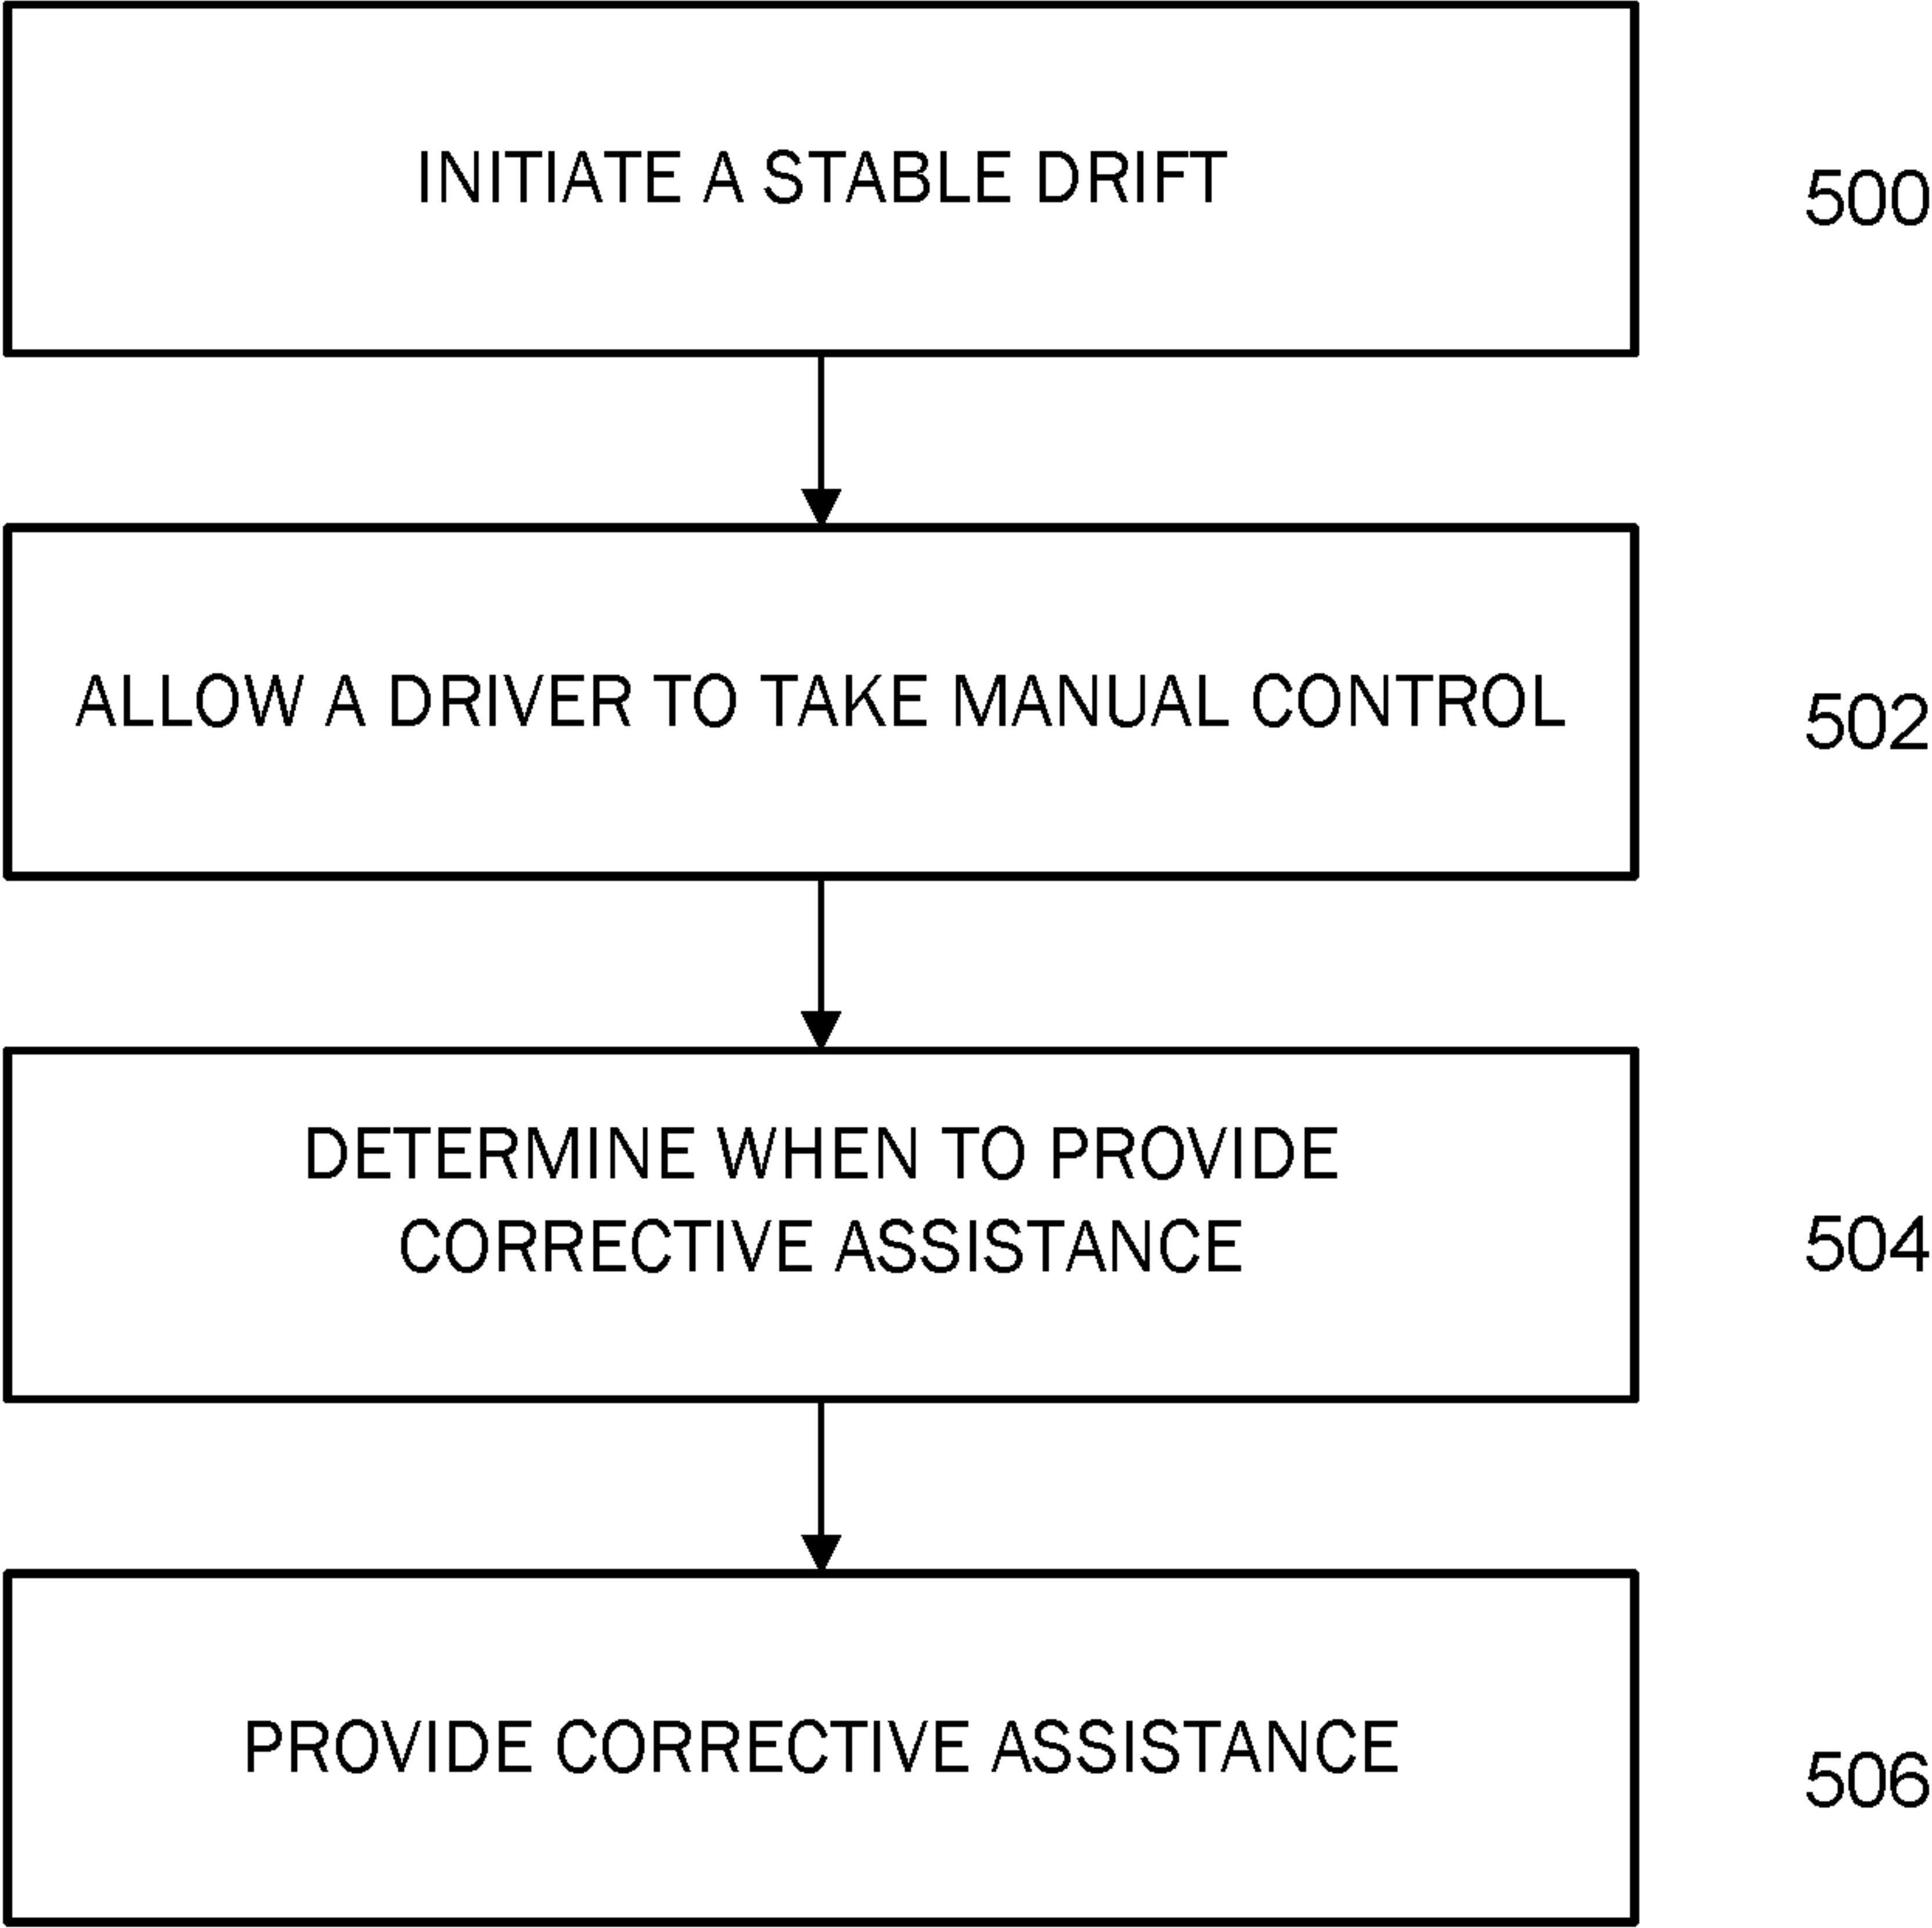 INITIATE A STABLE DRIFT
500
ALLOW A DRIVER TO TAKE MANUAL CONTROL
502
DETERMINE WHEN TO PROVIDE
CORRECTIVE ASSISTANCE
504
PROVIDE CORRECTIVE ASSISTANCE
506